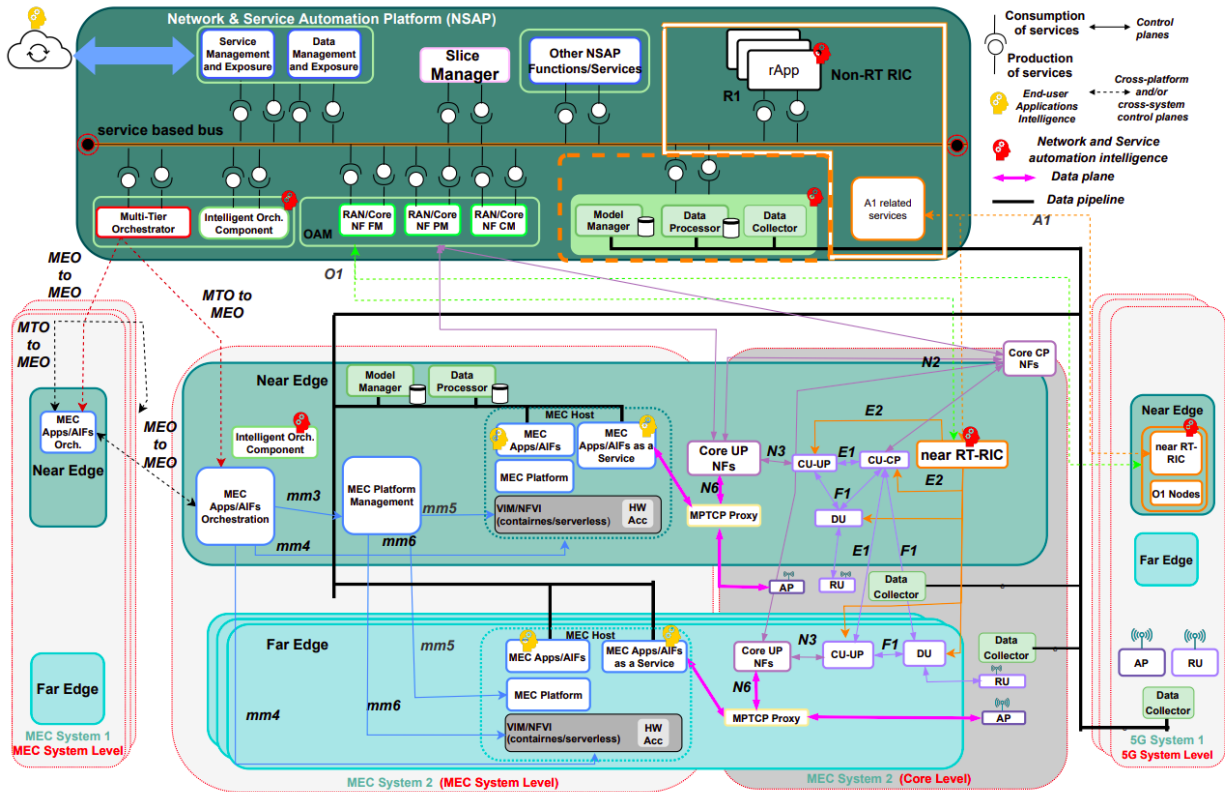 Network & Service Automation Platform (NSAP)
Service
Management
and Exposure
Data
Management
and Exposure
Slice
Manager
Other NSAP
Functions/Services
rApp
Non-RT RIC
R1
service based bus
Multi-Tier
Orchestrator
Intelligent Orch.
Component
OAM
RAN/Core
NF FM
RAN/Core
NF PM
RAN/Core
NF CM
Model
Manager
Data
Processor
Data
Collector
A1 related
services
Consumption
of services
Production
of services
Control
planes
End-user
Applications
Intelligence
Cross-platform
and/or
cross-system
control planes
Network and Service
automation intelligence
Data plane
Data pipeline
A1
O1
MEO
to
MEO
MTO to
MEO
MTO
to
MEO
MEO
to
MEO
MEC
Apps/AIFs
Orch.
Near Edge
Far Edge
MEC System 1
MEC System Level
Near Edge
Model
Manager
Data
Processor
Intelligent Orch.
Component
MEC
Apps/AIFs
Orchestration
mm3
mm4
MEC Platform
Management
mm5
mm6
MEC Host
MEC
Apps/AIFs
MEC
Apps/AIFs as a
Service
MEC Platform
VIM/NFVI
(contairnes/serverless)
HW
Acc
Core UP
NFs
N6
MPTCP Proxy
N3
CU-UP
E1
CU-CP
E2
E2
near RT-RIC
N2
Core CP
NFs
F1
DU
E1
F1
AP
RU
Data
Collector
Far Edge
mm5
mm6
mm4
MEC Host
MEC Apps/AIFs
MEC Apps/AIFs
as a Service
MEC Platform
VIM/NFVI
(contairnes/serverless)
HW
Acc
Core UP
NFs
N6
MPTCP Proxy
N3
CU-UP
F1
DU
RU
AP
Data
Collector
MEC System 2 (MEC System Level)
MEC System 2 (Core Level)
Near Edge
near RT-
RIC
O1 Nodes
Far Edge
AP
RU
Data
Collector
5G System 1
5G System Level